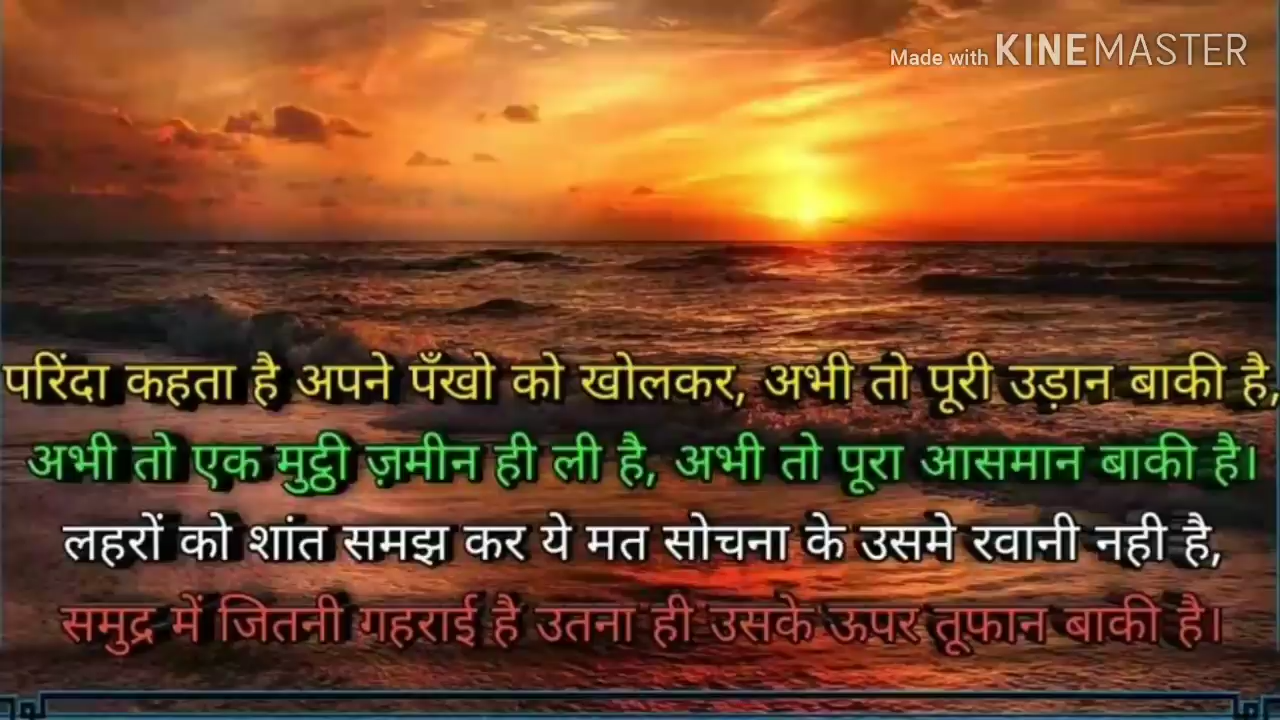 Made with KINEMASTER
परिंदा कहता है अपने पँखो को खोलकर, अभी तो पूरी उड़ान बाकी है,
अभी तो एक मुट्ठी ज़मीन ही ली है, अभी तो पूरा आसमान बाकी है।
लहरों को शांत समझ कर ये मत सोचना के उसमे रवानी नही है,
समुद्र में जितनी गहराई है उतना ही उसके ऊपर तूफान बाकी है।